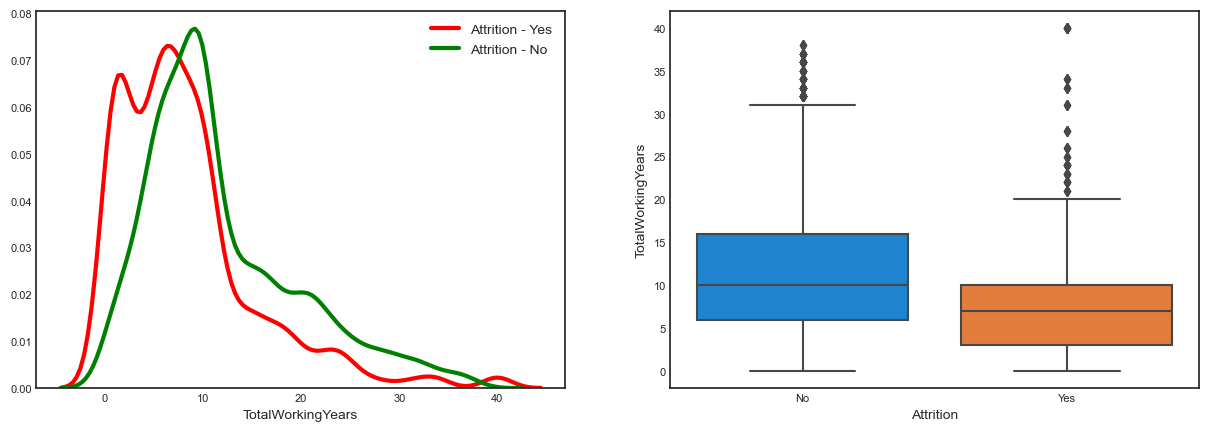 0.08
0.07
0.06
0.05
0.04
0.03
0.02
0.01
0.00
0 10 20 30 40
TotalWorkingYears
Attrition - Yes
Attrition - No
40
35
30
25
20
15
10
5
0
TotalWorkingYears
No Yes
Attrition